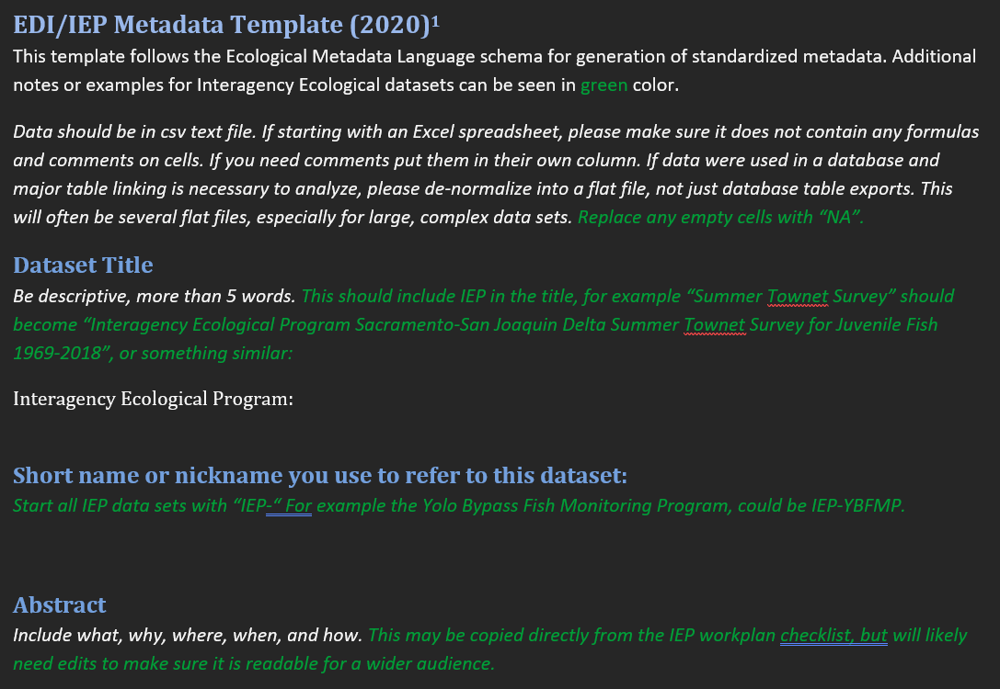 EDI/IEP Metadata Template (2020)¹
This template follows the Ecological Metadata Language schema for generation of standardized metadata. Additional
notes or examples for Interagency Ecological datasets can be seen in green color.
Data should be in csv text file. If starting with an Excel spreadsheet, please make sure it does not contain any formulas
and comments on cells. If you need comments put them in their own column. If data were used in a database and
major table linking is necessary to analyze, please de-normalize into a flat file, not just database table exports. This
will often be several flat files, especially for large, complex data sets. Replace any empty cells with “NA”.
Dataset Title
Be descriptive, more than 5 words. This should include IEP in the title, for example “Summer Townet Survey” should
become “Interagency Ecological Program Sacramento-San Joaquin Delta Summer Townet Survey for Juvenile Fish
1969-2018”, or something similar:
Interagency Ecological Program:
Short name or nickname you use to refer to this dataset:
Start all IEP data sets with “IEP-“ For example the Yolo Bypass Fish Monitoring Program, could be IEP-YBFMP.
Abstract
Include what, why, where, when, and how. This may be copied directly from the IEP workplan checklist, but will likely
need edits to make sure it is readable for a wider audience.